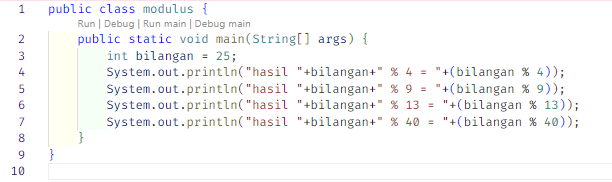 1 public class modulus {
Run | Debug | Run main | Debug main
2 public static void main(String[] args) {
3 int bilangan = 25;
4 System.out.println("hasil "+bilangan+" % 4 = "+(bilangan % 4));
5 System.out.println("hasil "+bilangan+" % 9 = "+(bilangan % 9));
6 System.out.println("hasil "+bilangan+" % 13 = "+(bilangan % 13));
7 System.out.println("hasil "+bilangan+" % 40 = "+(bilangan % 40));
8 }
9 }
10